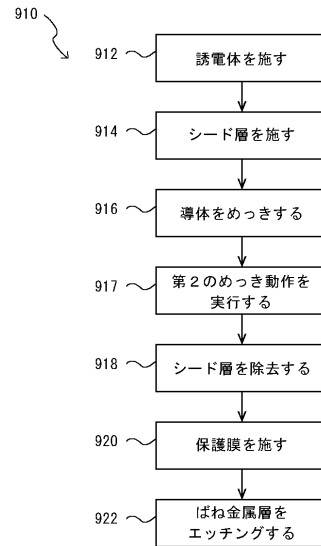 910
912
誘電体を施す
914
シード層を施す
916
導体をめっきする
917
第2のめっき動作を
実行する
918
シード層を除去する
920
保護膜を施す
922
ばね金属層を
エッチングする